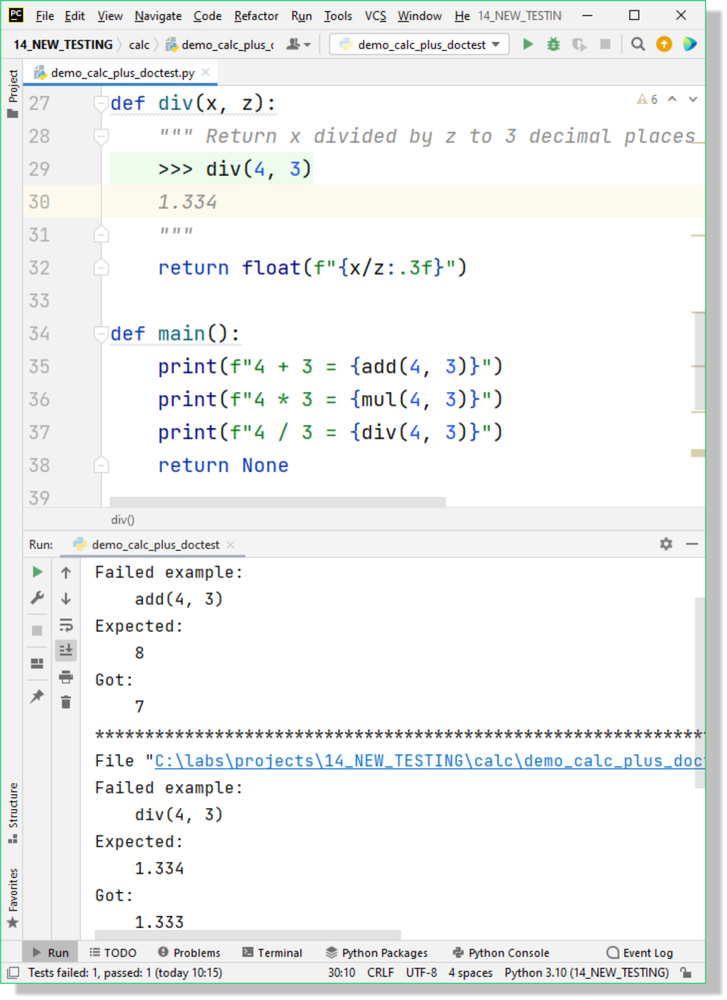 PC File Edit View Navigate Code Refactor Run Tools VCS Window He 14_NEW_TESTIN
14_NEW_TESTING calc demo_calc_plus_ demo_calc_plus_doctest
Project
demo_calc_plus_doctest.py
6
27 def div(x, z):
28     """ Return x divided by z to 3 decimal places
29     >>> div(4, 3)
30     1.334
31     """
32     return float(f"{x/z:.3f}")
33
34 def main():
35     print(f"4 + 3 = {add(4, 3)}")
36     print(f"4 * 3 = {mul(4, 3)}")
37     print(f"4 / 3 = {div(4, 3)}")
38     return None
39
div()
Run: demo_calc_plus_doctest
Failed example:
    add(4, 3)
Expected:
    8
Got:
    7
**************************************************************
File "C:\labs\projects\14_NEW_TESTING\calc\demo_calc_plus_doc
Failed example:
    div(4, 3)
Expected:
    1.334
Got:
    1.333
Structure
Favorites
Run TODO Problems Terminal Python Packages Python Console Event Log
Tests failed: 1, passed: 1 (today 10:15) 30:10 CRLF UTF-8 4 spaces Python 3.10 (14_NEW_TESTING)